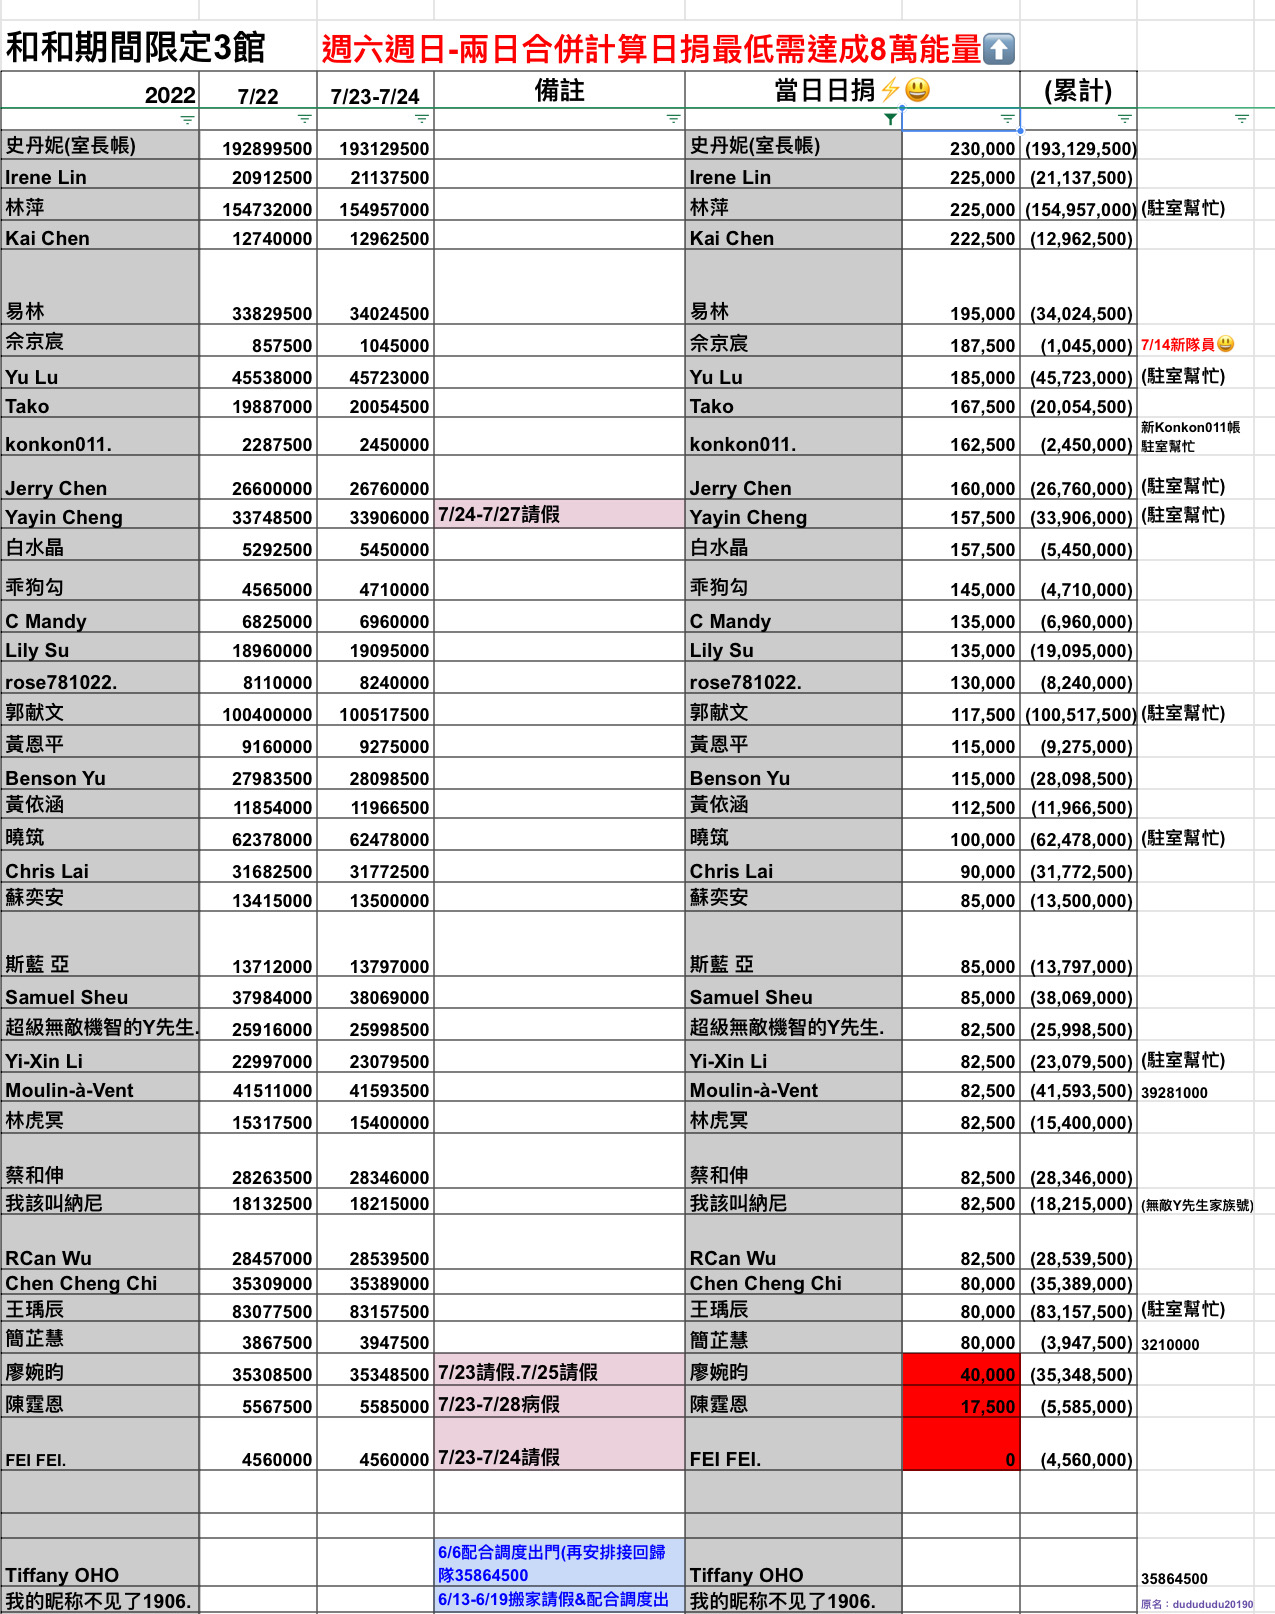 和和期間限定3館 週六週日-兩日合併計算日捐最低需達成8萬能量⬆️
2022 7/22 7/23-7/24 備註 當日日捐⚡😃 (累計)
史丹妮(室長帳) 192899500 193129500 史丹妮(室長帳) 230,000 (193,129,500)
Irene Lin 20912500 21137500 Irene Lin 225,000 (21,137,500)
林萍 154732000 154957000 林萍 225,000 (154,957,000) (駐室幫忙)
Kai Chen 12740000 12962500 Kai Chen 222,500 (12,962,500)
易林 33829500 34024500 易林 195,000 (34,024,500)
佘京宸 857500 1045000 佘京宸 187,500 (1,045,000) 7/14新隊員😃
Yu Lu 45538000 45723000 Yu Lu 185,000 (45,723,000) (駐室幫忙)
Tako 19887000 20054500 Tako 167,500 (20,054,500)
konkon011. 2287500 2450000 konkon011. 162,500 (2,450,000) 新Konkon011帳
駐室幫忙
Jerry Chen 26600000 26760000 Jerry Chen 160,000 (26,760,000) (駐室幫忙)
Yayin Cheng 33748500 33906000 7/24-7/27請假 Yayin Cheng 157,500 (33,906,000) (駐室幫忙)
白水晶 5292500 5450000 白水晶 157,500 (5,450,000)
乖狗勾 4565000 4710000 乖狗勾 145,000 (4,710,000)
C Mandy 6825000 6960000 C Mandy 135,000 (6,960,000)
Lily Su 18960000 19095000 Lily Su 135,000 (19,095,000)
rose781022. 8110000 8240000 rose781022. 130,000 (8,240,000)
郭献文 100400000 100517500 郭献文 117,500 (100,517,500) (駐室幫忙)
黃恩平 9160000 9275000 黃恩平 115,000 (9,275,000)
Benson Yu 27983500 28098500 Benson Yu 115,000 (28,098,500)
黃依涵 11854000 11966500 黃依涵 112,500 (11,966,500)
曉筑 62378000 62478000 曉筑 100,000 (62,478,000) (駐室幫忙)
Chris Lai 31682500 31772500 Chris Lai 90,000 (31,772,500)
蘇奕安 13415000 13500000 蘇奕安 85,000 (13,500,000)
斯藍 亞 13712000 13797000 斯藍 亞 85,000 (13,797,000)
Samuel Sheu 37984000 38069000 Samuel Sheu 85,000 (38,069,000)
超級無敵機智的Y先生. 25916000 25998500 超級無敵機智的Y先生. 82,500 (25,998,500)
Yi-Xin Li 22997000 23079500 Yi-Xin Li 82,500 (23,079,500) (駐室幫忙)
Moulin-à-Vent 41511000 41593500 Moulin-à-Vent 82,500 (41,593,500) 39281000
林虎冥 15317500 15400000 林虎冥 82,500 (15,400,000)
蔡和伸 28263500 28346000 蔡和伸 82,500 (28,346,000)
我該叫納尼 18132500 18215000 我該叫納尼 82,500 (18,215,000) (無敵Y先生家族號)
RCan Wu 28457000 28539500 RCan Wu 82,500 (28,539,500)
Chen Cheng Chi 35309000 35389000 Chen Cheng Chi 80,000 (35,389,000)
王瑀辰 83077500 83157500 王瑀辰 80,000 (83,157,500) (駐室幫忙)
簡芷慧 3867500 3947500 簡芷慧 80,000 (3,947,500) 3210000
廖婉昀 35308500 35348500 7/23請假.7/25請假 廖婉昀 40,000 (35,348,500)
陳霆恩 5567500 5585000 7/23-7/28病假 陳霆恩 17,500 (5,585,000)
FEI FEI. 4560000 4560000 7/23-7/24請假 FEI FEI. 0 (4,560,000)
6/6配合調度出門(再安排接回歸
Tiffany OHO 隊35864500 Tiffany OHO 35864500
我的昵称不见了1906. 6/13-6/19搬家請假&配合調度出 我的昵称不见了1906. 原名：dudududu20190